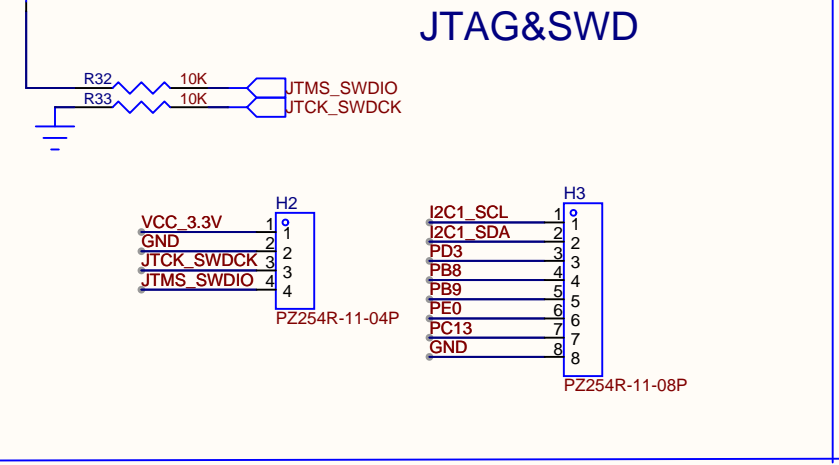 JTAG&SWD
R32 10K JTMS_SWDIO
R33 10K JTCK_SWDCK
H2
VCC_3.3V 1 1
GND 2 2
JTCK_SWDCK 3 3
JTMS_SWDIO 4 4
PZ254R-11-04P
H3
I2C1_SCL 1 1
I2C1_SDA 2 2
PD3 3 3
PB8 4 4
PB9 5 5
PE0 6 6
PC13 7 7
GND 8 8
PZ254R-11-08P